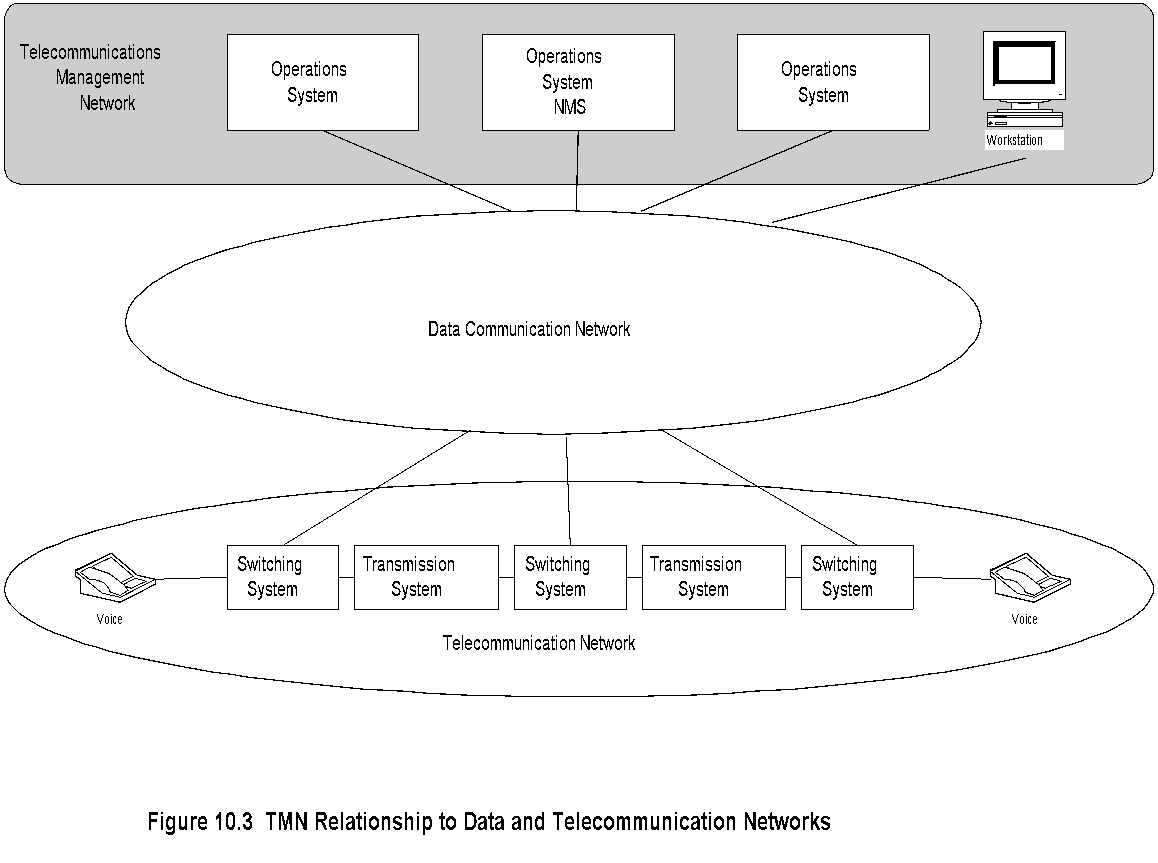 Telecommunications
Management
Network
Operations
System
Operations
System
NMS
Operations
System
Workstation
Data Communication Network
Switching
System
Transmission
System
Switching
System
Transmission
System
Switching
System
Voice
Voice
Telecommunication Network
Figure 10.3 TMN Relationship to Data and Telecommunication Networks